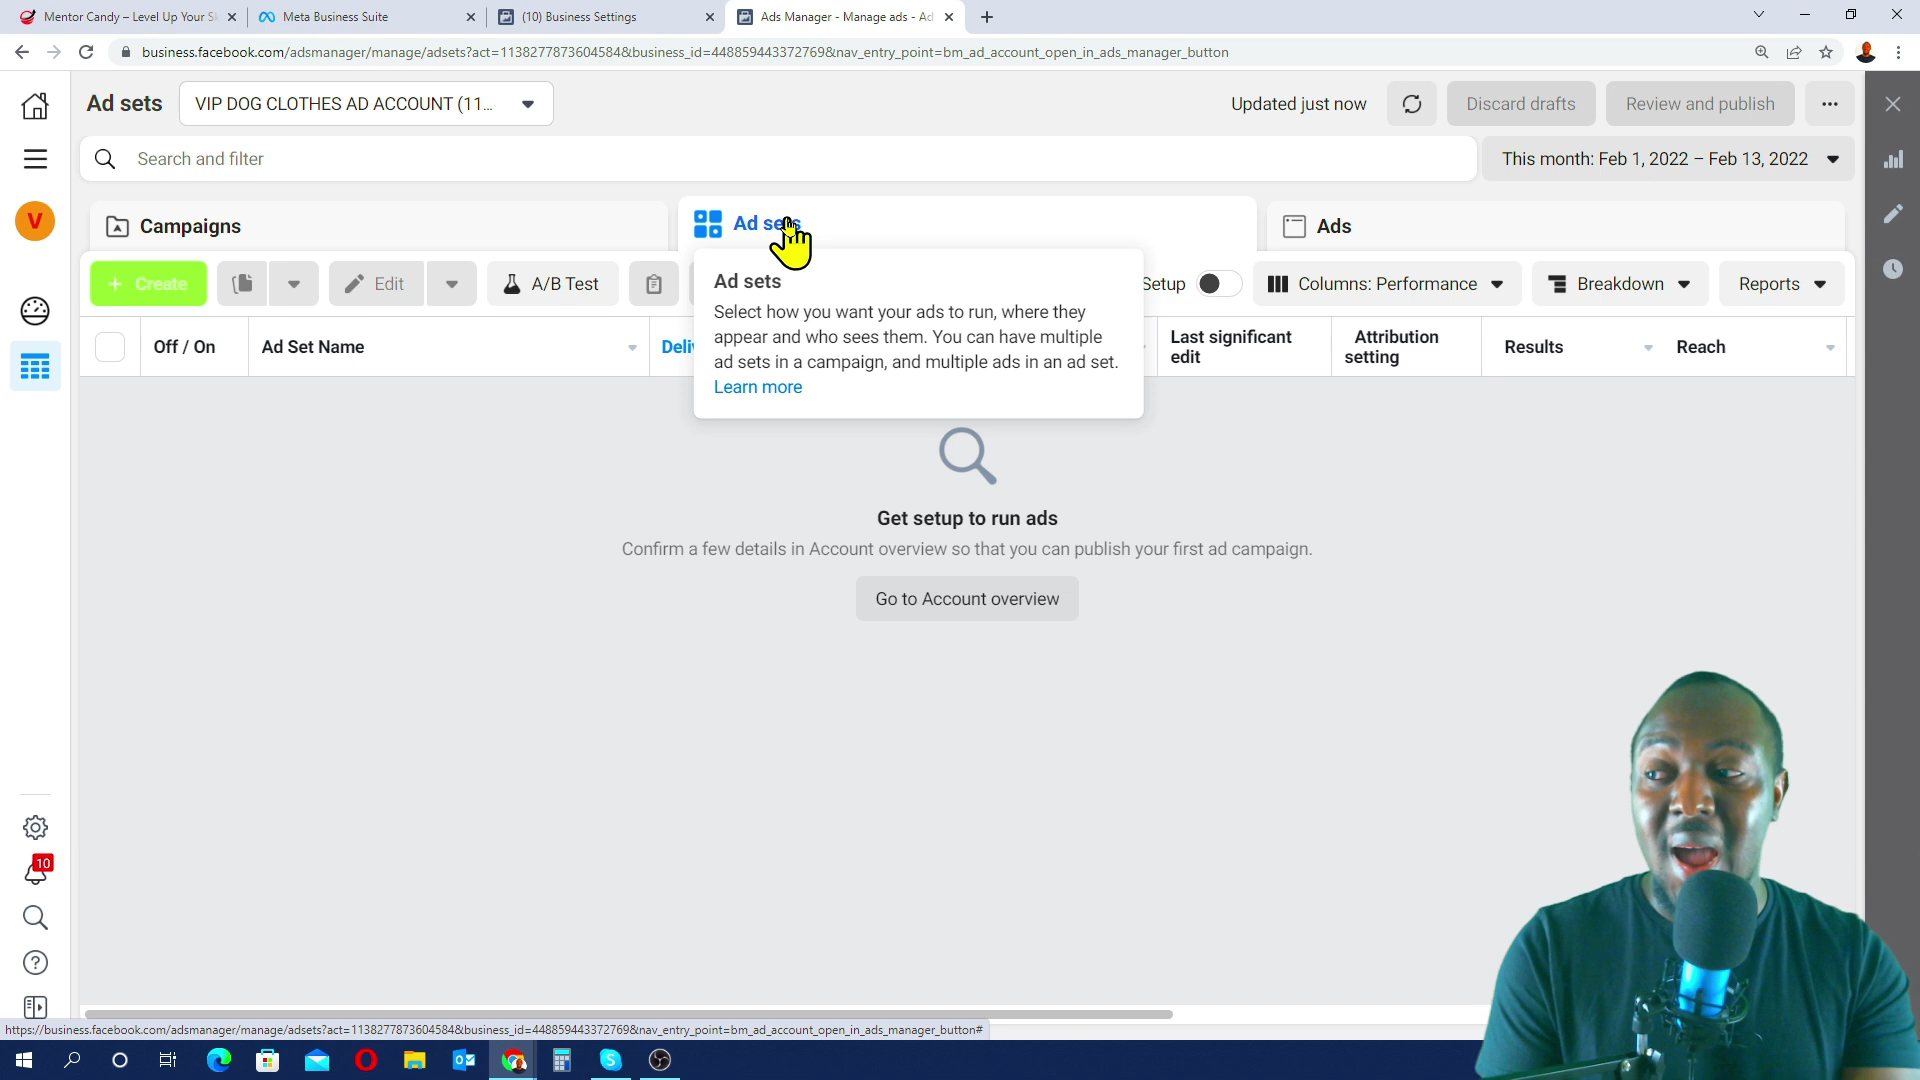 Mentor Candy – Level Up Your S
Meta Business Suite
(10) Business Settings
Ads Manager - Manage ads - Ad
business.facebook.com/adsmanager/manage/adsets?act=1138277873604584&business_id=448859443372769&nav_entry_point=bm_ad_account_open_in_ads_manager_button
Ad sets
VIP DOG CLOTHES AD ACCOUNT (11...
Updated just now
Discard drafts
Review and publish
Search and filter
This month: Feb 1, 2022 – Feb 13, 2022
V
Campaigns
Ad sets
Ads
+ Create
Edit
A/B Test
Setup
Columns: Performance
Breakdown
Reports
Ad sets
Select how you want your ads to run, where they
appear and who sees them. You can have multiple
ad sets in a campaign, and multiple ads in an ad set.
Learn more
Off / On
Ad Set Name
Deli
Last significant
edit
Attribution
setting
Results
Reach
Get setup to run ads
Confirm a few details in Account overview so that you can publish your first ad campaign.
Go to Account overview
10
https://business.facebook.com/adsmanager/manage/adsets?act=1138277873604584&business_id=448859443372769&nav_entry_point=bm_ad_account_open_in_ads_manager_button#